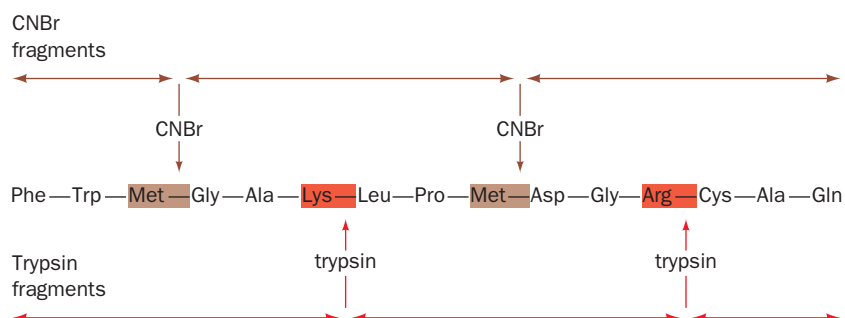 CNBr
fragments
CNBr CNBr
Phe—Trp—Met—Gly—Ala—Lys—Leu—Pro—Met—Asp—Gly—Arg—Cys—Ala—Gln
trypsin trypsin
Trypsin
fragments